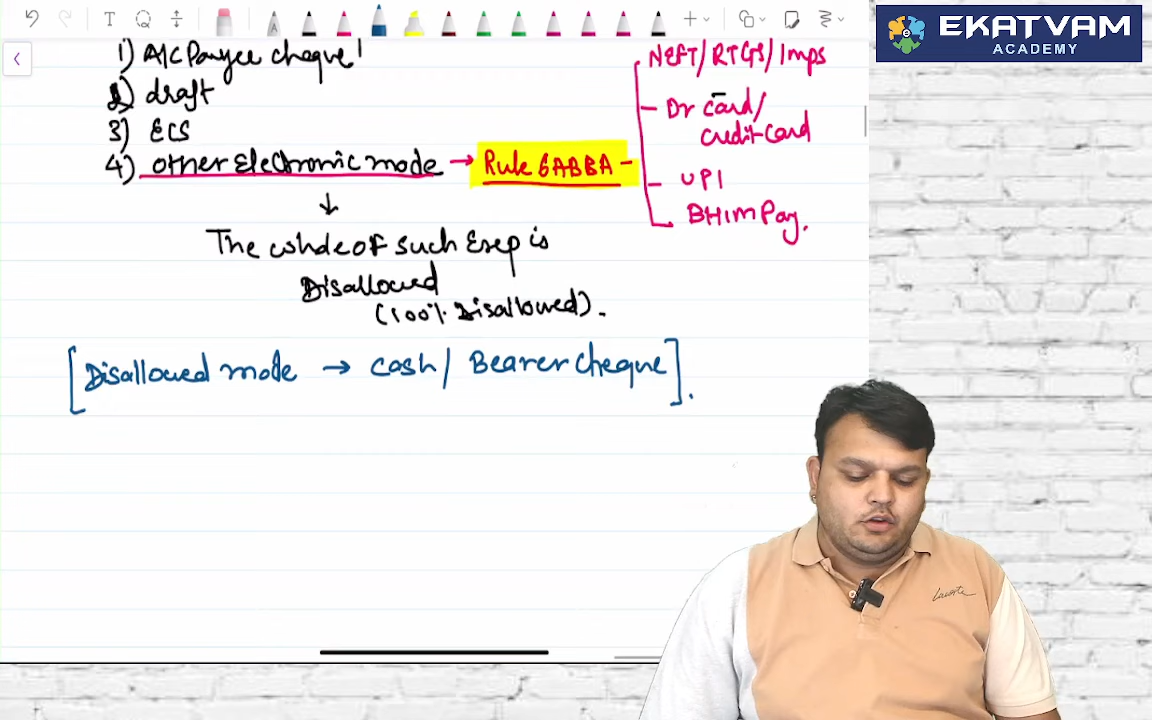 EKATVAM
ACADEMY
1) A/C Payee cheque
2) draft
3) ECS
4) other Electronic mode → Rule 6ABBA -
NEFT/RTGS/Imps
Dr card/
credit card
UPI
BHIM Pay.
The whole of such Exep is
Disallowed
(100% Disallowed).
[Disallowed mode → cash/ Bearer cheque].
Lacoste